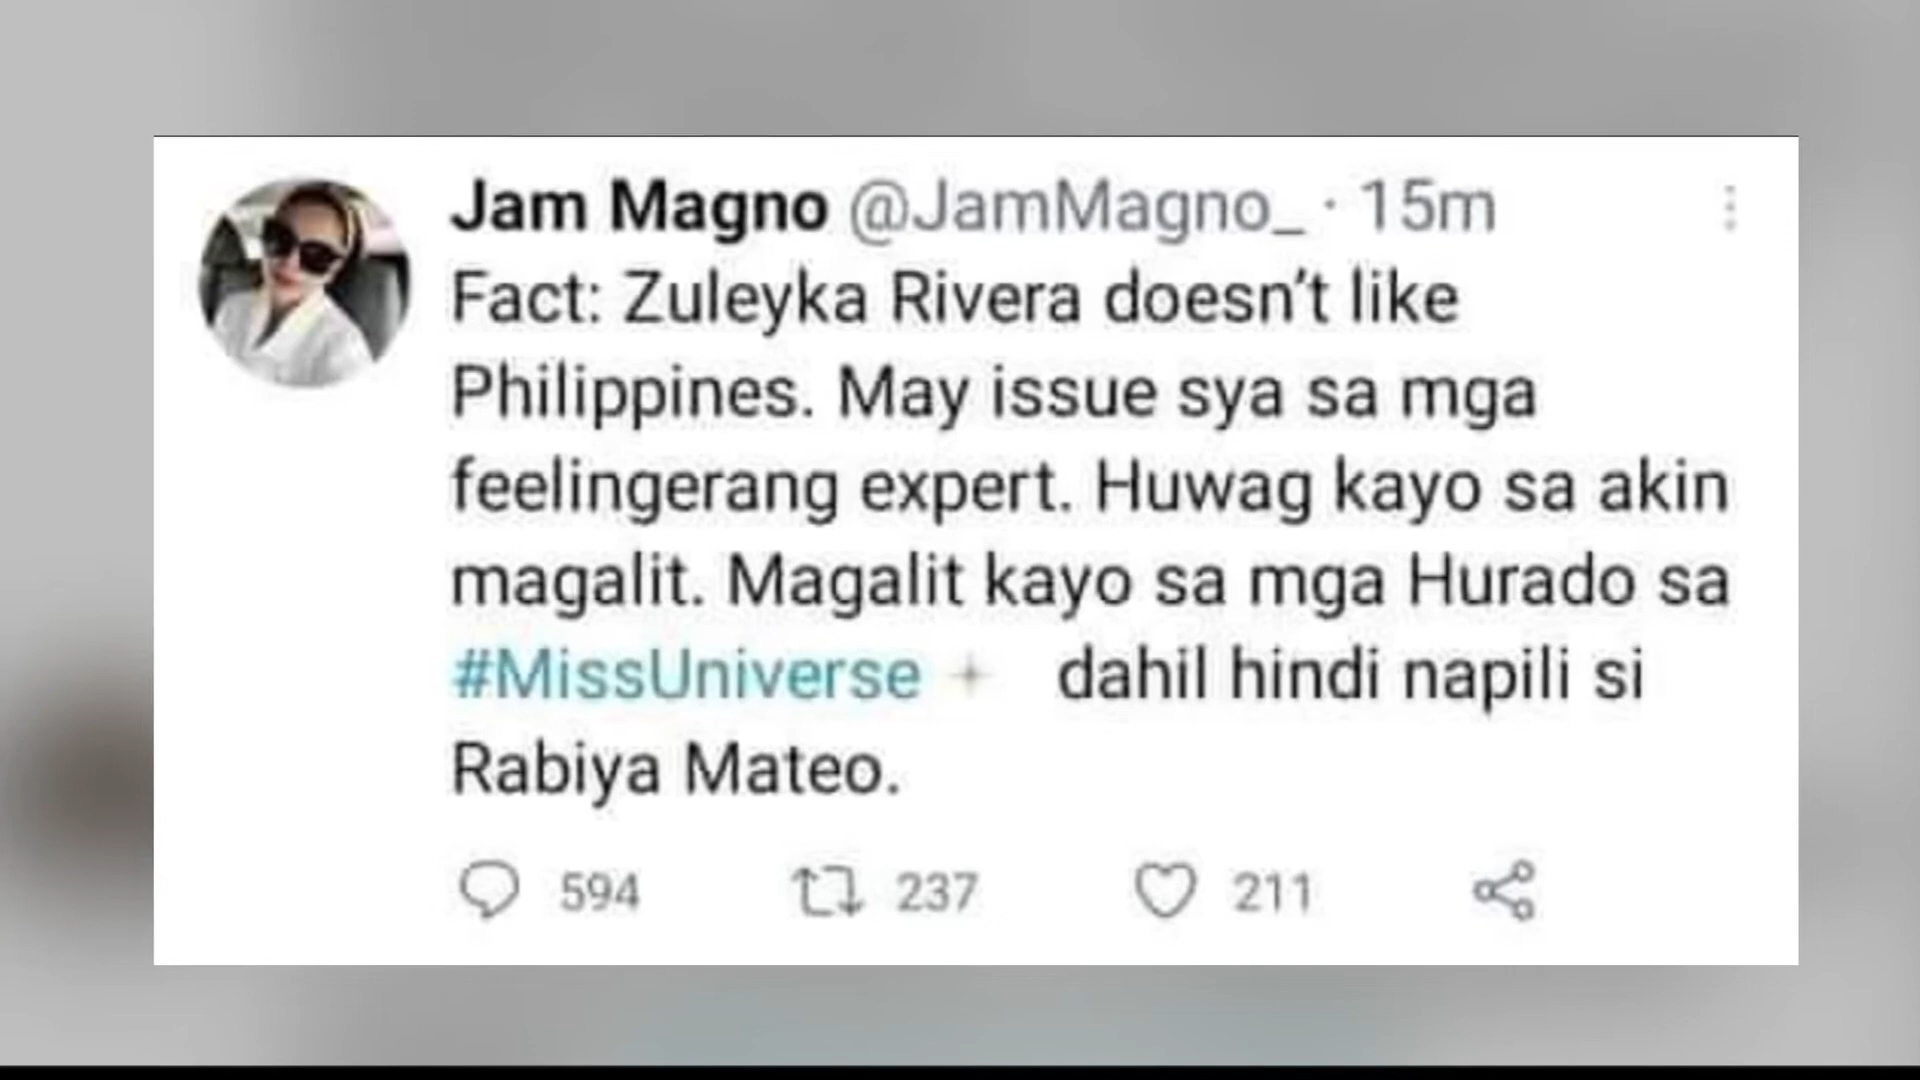 Jam Magno @JamMagno_ · 15m
Fact: Zuleyka Rivera doesn't like
Philippines. May issue sya sa mga
feelingerang expert. Huwag kayo sa akin
magalit. Magalit kayo sa mga Hurado sa
#MissUniverse dahil hindi napili si
Rabiya Mateo.
594 237 211